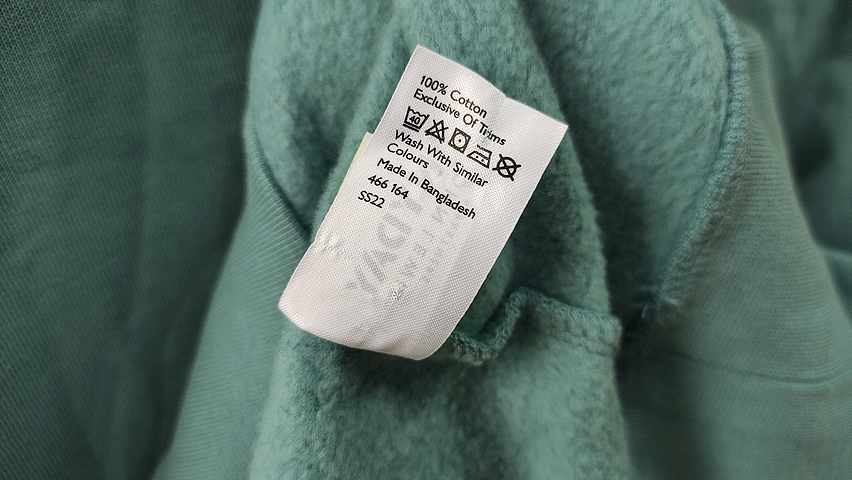 100% Cotton
Exclusive Of Trims
40
Wash With Similar
Colours
Made In Bangladesh
466 164
SS22